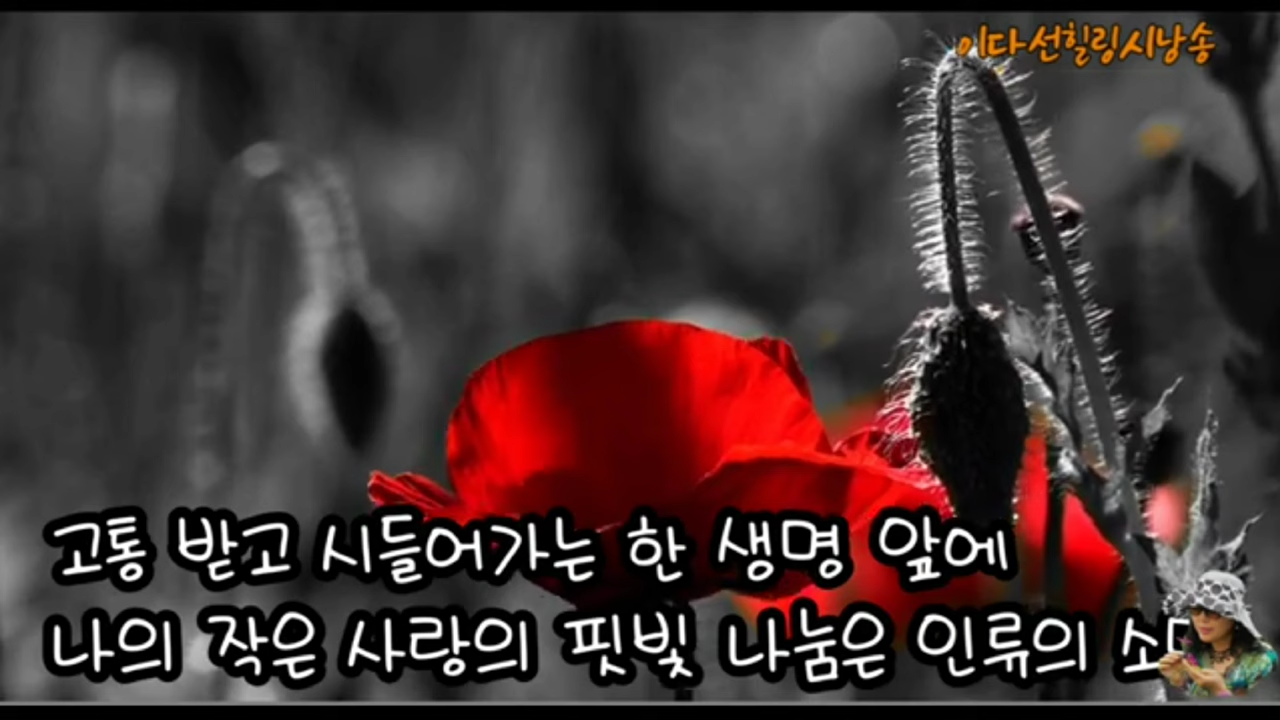 이다선힐링시낭송
고통 받고 시들어가는 한 생명 앞에
나의 작은 사랑의 핏빛 나눔은 인류의